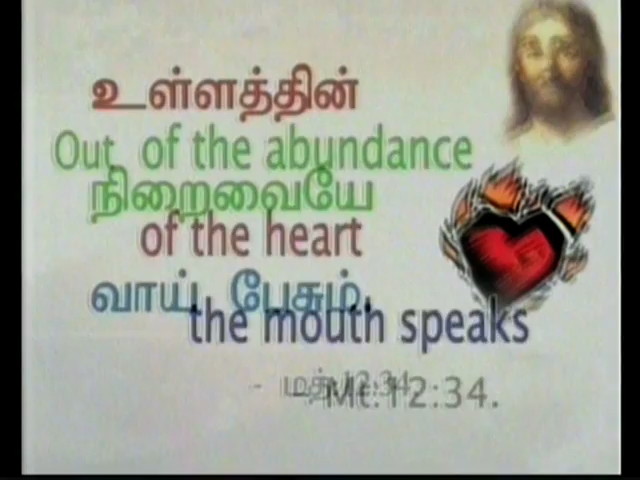 உள்ளத்தின்
Out of the abundance
நிறைவையே
of the heart
வாய் பேசும்.
the mouth speaks
- மத்.12:34.
- Mt.12:34.